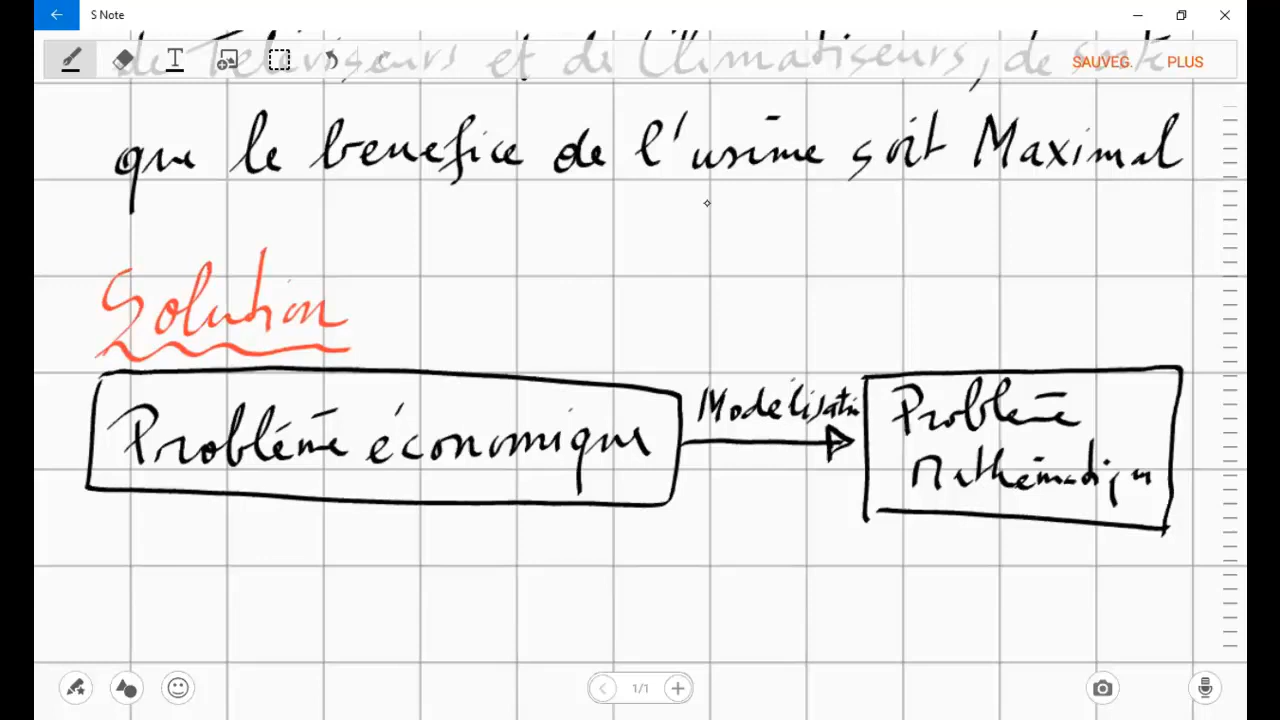 S Note
de Téléviseurs et de Climatiseurs, de sorte
SAUVEG. PLUS
que le benefice de l'usine soit Maximal
Solution
Problème économique
Modélisation
Problème
Mathématique
1/1